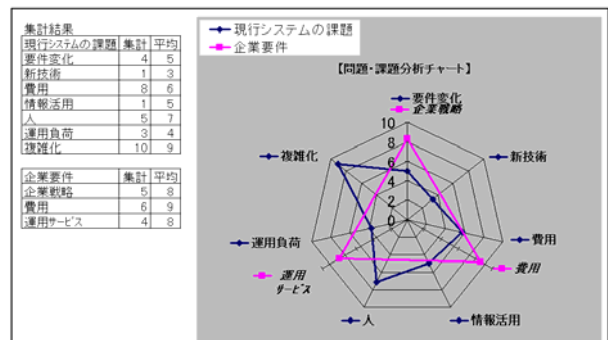 集計結果
現行システムの課題 集計 平均
要件変化 4 5
新技術 1 3
費用 8 6
情報活用 1 5
人 5 7
運用負荷 3 4
複雑化 10 9
企業要件 集計 平均
企業戦略 5 8
費用 6 9
運用サービス 4 8
現行システムの課題
企業要件
【問題・課題分析チャート】
要件変化
企業戦略
10
8
6
4
2
0
複雑化
新技術
運用負荷
費用
運用
サービス
費用
人
情報活用